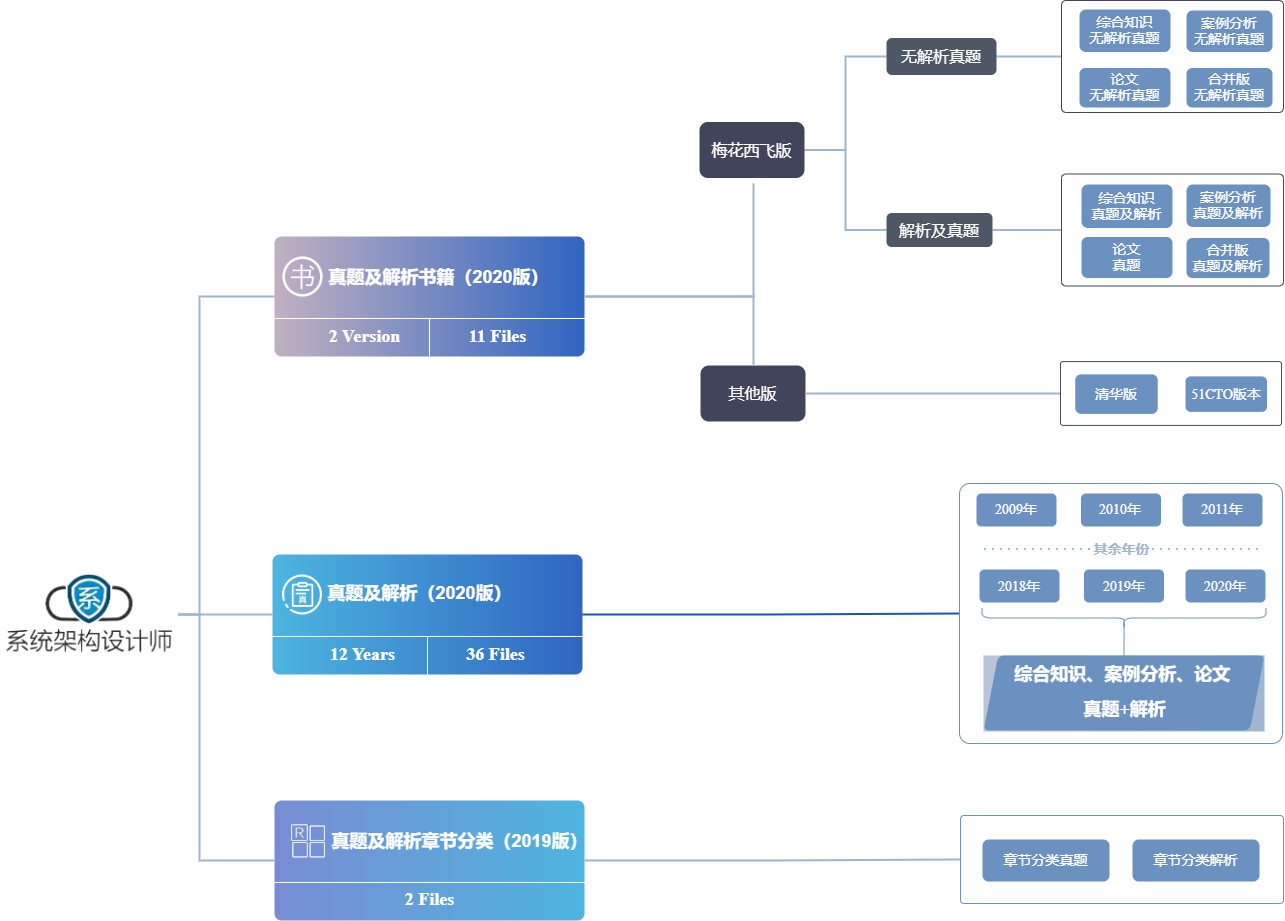 系
系统架构设计师
书
真题及解析书籍（2020版）
2 Version
11 Files
梅花西飞版
无解析真题
综合知识
无解析真题
案例分析
无解析真题
论文
无解析真题
合并版
无解析真题
解析及真题
综合知识
真题及解析
案例分析
真题及解析
论文
真题
合并版
真题及解析
其他版
清华版
51CTO版本
真
真题及解析（2020版）
12 Years
36 Files
2009年
2010年
2011年
其余年份
2018年
2019年
2020年
综合知识、案例分析、论文
真题+解析
R
真题及解析章节分类（2019版）
2 Files
章节分类真题
章节分类解析